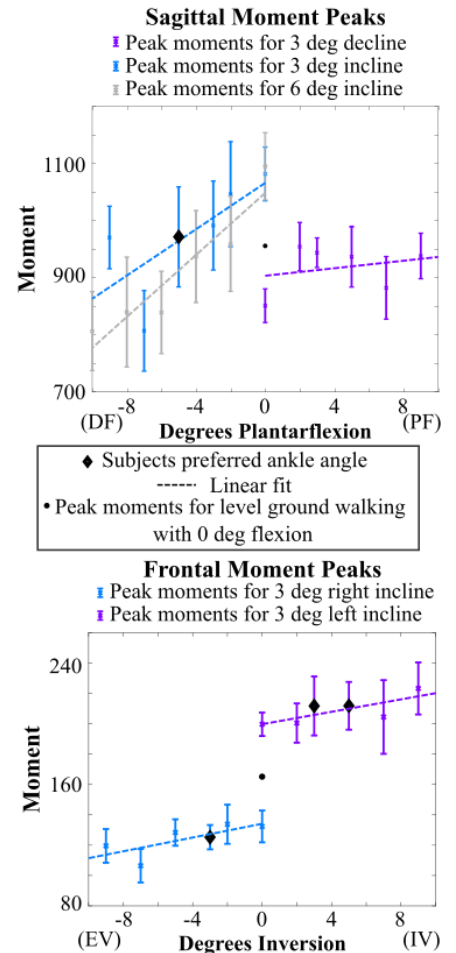 Sagittal Moment Peaks
Peak moments for 3 deg decline
Peak moments for 3 deg incline
Peak moments for 6 deg incline
1100
900
700
Moment
-8 -4 0 4 8
(DF) Degrees Plantarflexion (PF)
Subjects preferred ankle angle
Linear fit
Peak moments for level ground walking
with 0 deg flexion
Frontal Moment Peaks
Peak moments for 3 deg right incline
Peak moments for 3 deg left incline
240
160
80
Moment
-8 -4 0 4 8
(EV) Degrees Inversion (IV)